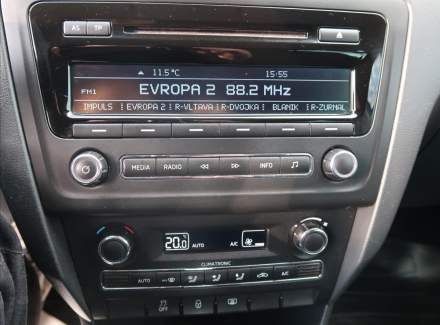 AS TP
▲ 11.5°C 15:55
FM1 EVROPA 2 88.2 MHz
IMPULS | EVROPA 2 | R-VLTAVA | R-DVOJKA | BLANIK | R-ZURNAL
MEDIA RADIO INFO
20.0 AUTO A/C
CLIMATRONIC
AUTO A/C
OFF